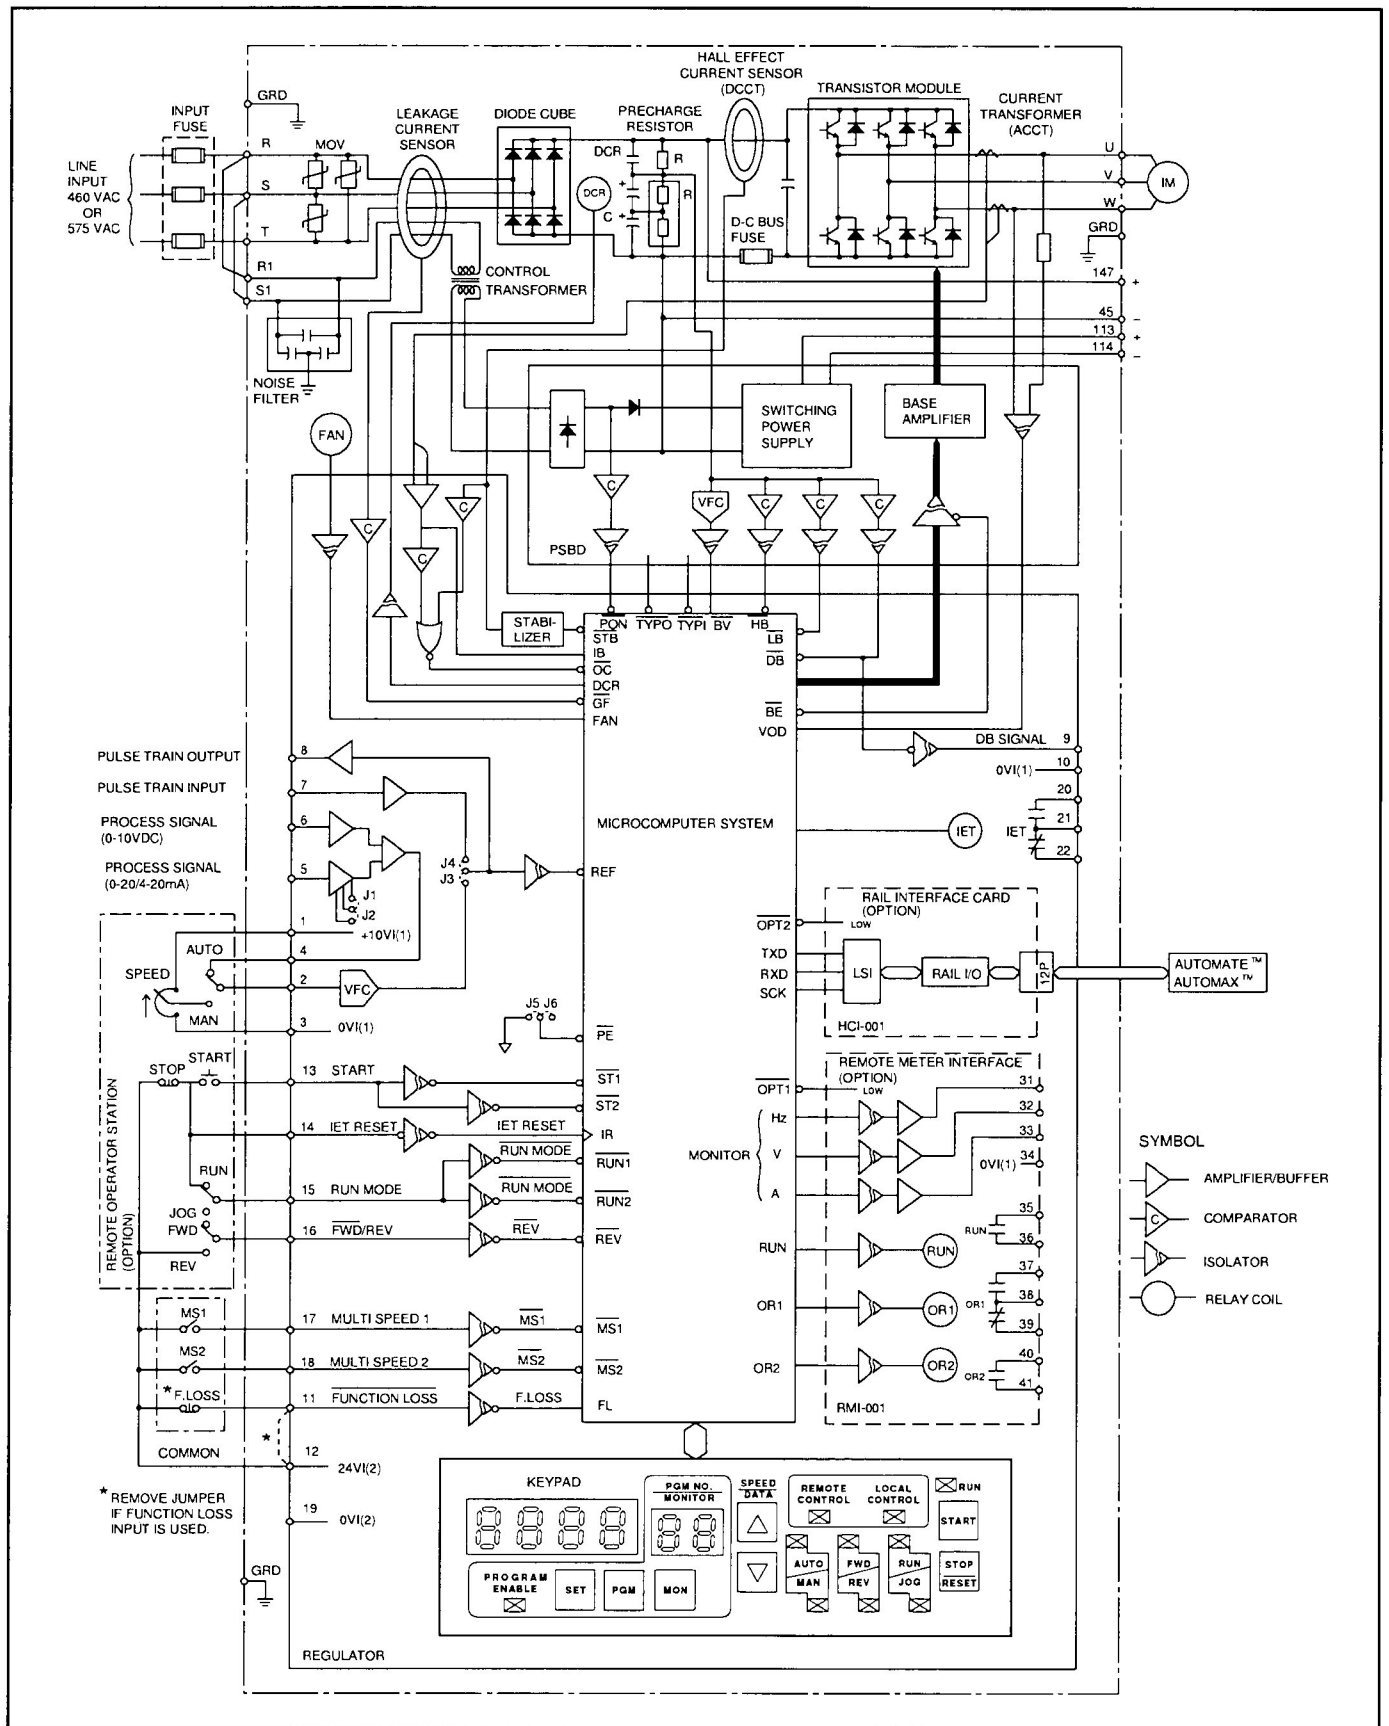 HALL EFFECT
CURRENT SENSOR
(DCCT)
TRANSISTOR MODULE
CURRENT
TRANSFORMER
(ACCT)
INPUT
FUSE
GRD
LEAKAGE
CURRENT
SENSOR
DIODE CUBE
PRECHARGE
RESISTOR
LINE
INPUT
460 VAC
OR
575 VAC
R
MOV
S
T
R1
S1
DCR
R
DCR
R
C
+
+
D-C BUS
FUSE
U
V
W
IM
GRD
CONTROL
TRANSFORMER
147 +
45 −
113 +
114 −
NOISE
FILTER
FAN
SWITCHING
POWER
SUPPLY
BASE
AMPLIFIER
C
C
C
C
VFC
C
C
C
PSBD
STABI-
LIZER
PON
TYPO
TYPI
BV
HB
STB
IB
OC
DCR
GF
FAN
LB
DB
BE
VOD
PULSE TRAIN OUTPUT
8
PULSE TRAIN INPUT
7
PROCESS SIGNAL
(0-10VDC)
6
PROCESS SIGNAL
(0-20/4-20mA)
5
J1
J2
J4
J3
REF
MICROCOMPUTER SYSTEM
DB SIGNAL 9
0VI(1) 10
20
21
22
IET
IET
1
+10VI(1)
4
AUTO
SPEED
2
VFC
MAN
3 0VI(1)
J5 J6
PE
RAIL INTERFACE CARD
(OPTION)
OPT2
LOW
TXD
RXD
SCK
LSI
RAIL I/O
12P
HCI-001
AUTOMATE™
AUTOMAX™
REMOTE OPERATOR STATION
(OPTION)
STOP
START
13 START
ST1
ST2
14 IET RESET
IET RESET
IR
RUN
RUN MODE
RUN1
15 RUN MODE
RUN MODE
RUN2
JOG
FWD
16 FWD/REV
REV
REV
REV
REMOTE METER INTERFACE
(OPTION)
OPT1
LOW
31
Hz
32
MONITOR
V
33
0VI(1) 34
A
RUN
RUN
RUN
35
36
OR1
OR1
OR1
37
38
39
OR2
OR2
OR2
40
41
RMI-001
SYMBOL
AMPLIFIER/BUFFER
C
COMPARATOR
ISOLATOR
RELAY COIL
MS1
17 MULTI SPEED 1
MS1
MS1
MS2
18 MULTI SPEED 2
MS2
MS2
* F.LOSS
11 FUNCTION LOSS
F.LOSS
FL
*
COMMON
12
24VI(2)
* REMOVE JUMPER
IF FUNCTION LOSS
INPUT IS USED.
19
0VI(2)
GRD
KEYPAD
PGM NO.
MONITOR
SPEED
DATA
REMOTE
CONTROL
LOCAL
CONTROL
RUN
START
PROGRAM
ENABLE
SET
PGM
MON
AUTO
MAN
FWD
REV
RUN
JOG
STOP
RESET
REGULATOR